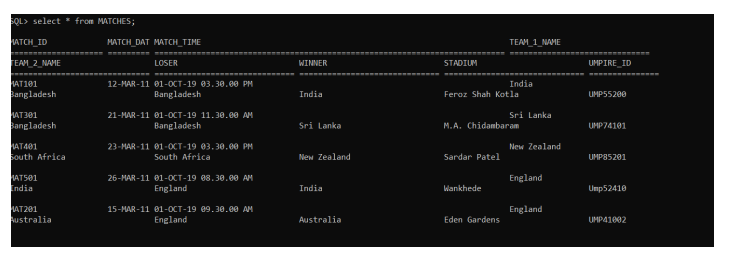 SQL> select * from MATCHES;
MATCH_ID MATCH_DAT MATCH_TIME TEAM_1_NAME
TEAM_2_NAME LOSER WINNER STADIUM UMPIRE_ID
MAT101 12-MAR-11 01-OCT-19 03.30.00 PM India
Bangladesh Bangladesh India Feroz Shah Kotla UMP55200
MAT301 21-MAR-11 01-OCT-19 11.30.00 AM Sri Lanka
Bangladesh Bangladesh Sri Lanka M.A. Chidambaram UMP74101
MAT401 23-MAR-11 01-OCT-19 03.30.00 PM New Zealand
South Africa South Africa New Zealand Sardar Patel UMP85201
MAT501 26-MAR-11 01-OCT-19 08.30.00 AM England
India England India Wankhede Ump52410
MAT201 15-MAR-11 01-OCT-19 09.30.00 AM England
Australia England Australia Eden Gardens UMP41002